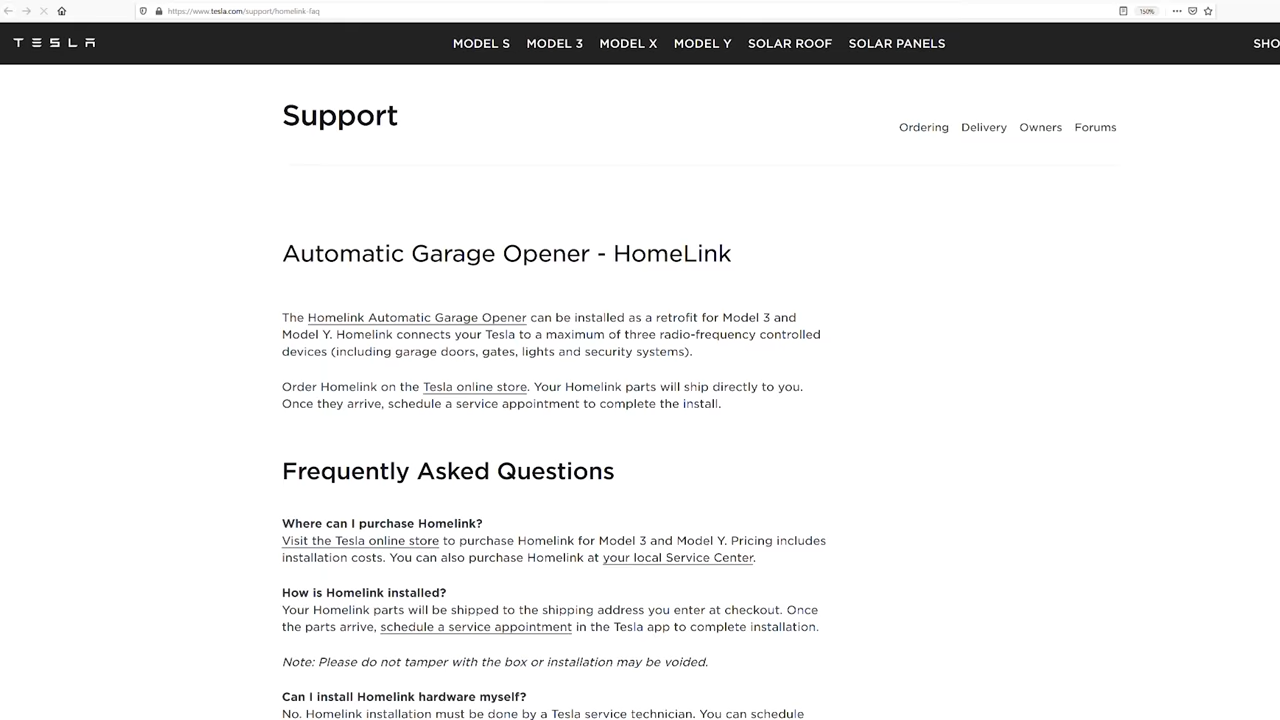 https://www.tesla.com/support/homelink-faq
150%
TESLA
MODEL S MODEL 3 MODEL X MODEL Y SOLAR ROOF SOLAR PANELS
SHO
Support
Ordering Delivery Owners Forums
Automatic Garage Opener - HomeLink
The Homelink Automatic Garage Opener can be installed as a retrofit for Model 3 and
Model Y. Homelink connects your Tesla to a maximum of three radio-frequency controlled
devices (including garage doors, gates, lights and security systems).
Order Homelink on the Tesla online store. Your Homelink parts will ship directly to you.
Once they arrive, schedule a service appointment to complete the install.
Frequently Asked Questions
Where can I purchase Homelink?
Visit the Tesla online store to purchase Homelink for Model 3 and Model Y. Pricing includes
installation costs. You can also purchase Homelink at your local Service Center.
How is Homelink installed?
Your Homelink parts will be shipped to the shipping address you enter at checkout. Once
the parts arrive, schedule a service appointment in the Tesla app to complete installation.
Note: Please do not tamper with the box or installation may be voided.
Can I install Homelink hardware myself?
No. Homelink installation must be done by a Tesla service technician. You can schedule